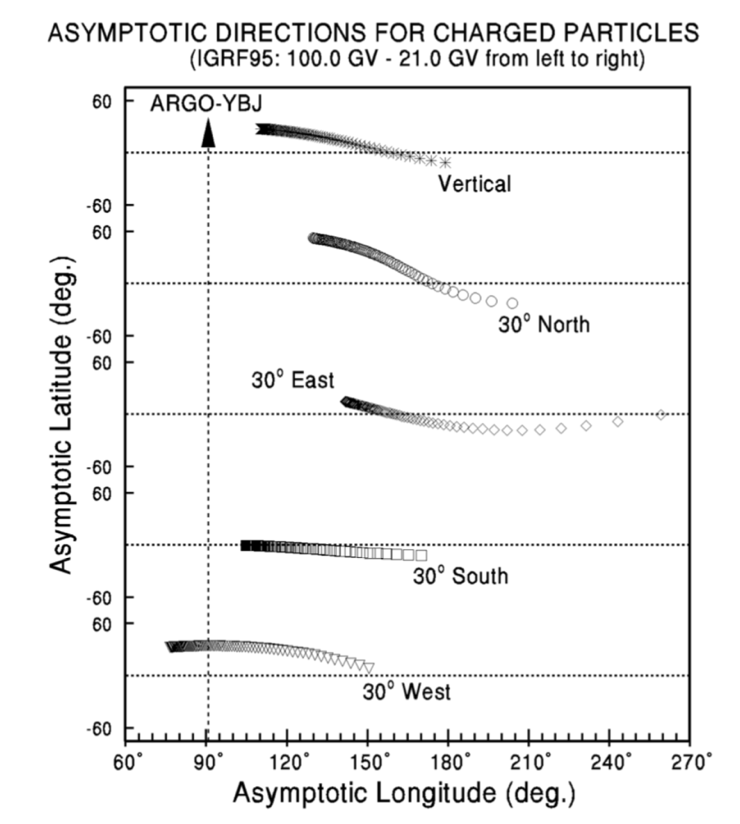 ASYMPTOTIC DIRECTIONS FOR CHARGED PARTICLES
(IGRF95: 100.0 GV - 21.0 GV from left to right)
60
ARGO-YBJ
Vertical
-60
60
30° North
-60
60
30° East
-60
60
30° South
-60
60
30° West
-60
Asymptotic Latitude (deg.)
60° 90° 120° 150° 180° 210° 240° 270°
Asymptotic Longitude (deg.)